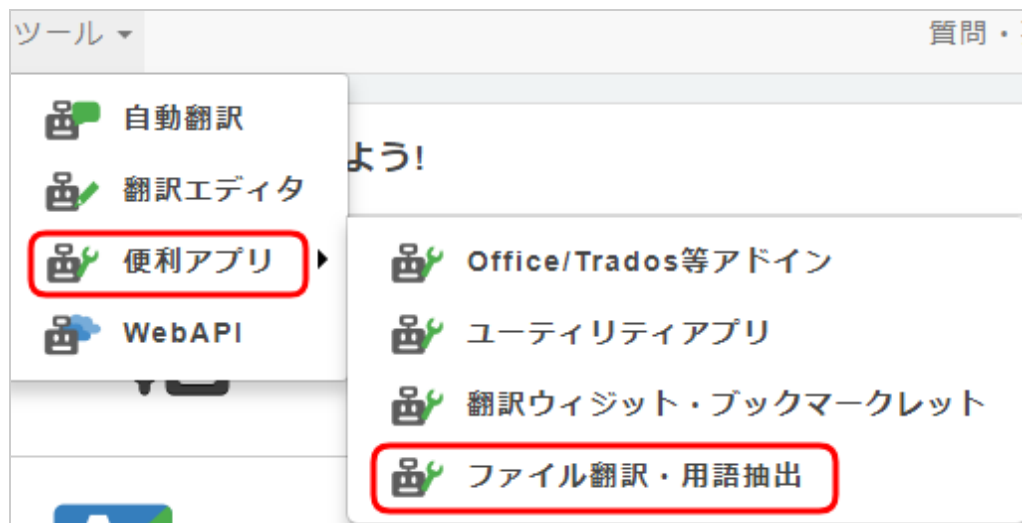 ツール
質問・
自動翻訳
よう!
翻訳エディタ
便利アプリ
Office/Trados等アドイン
WebAPI
ユーティリティアプリ
翻訳ウィジット・ブックマークレット
ファイル翻訳・用語抽出